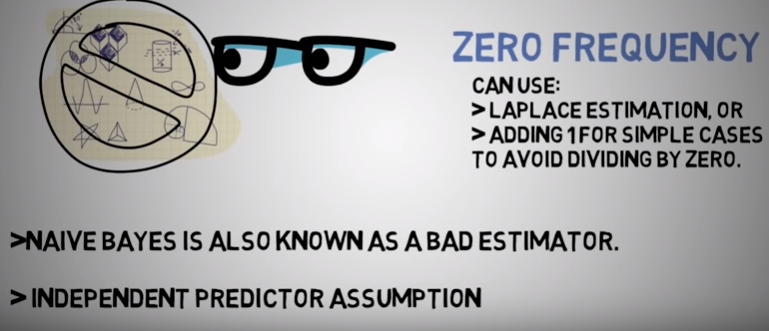 ZERO FREQUENCY
CAN USE:
> LAPLACE ESTIMATION, OR
> ADDING 1 FOR SIMPLE CASES
TO AVOID DIVIDING BY ZERO.
>NAIVE BAYES IS ALSO KNOWN AS A BAD ESTIMATOR.
> INDEPENDENT PREDICTOR ASSUMPTION